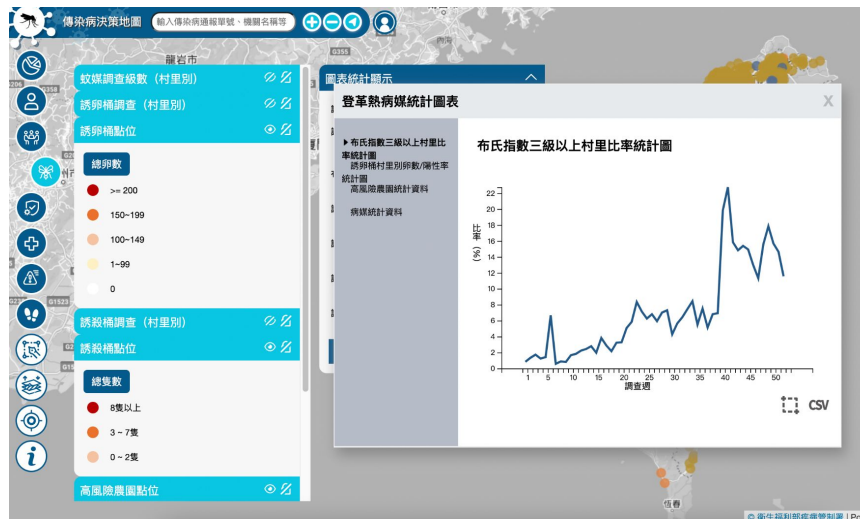 傳染病決策地圖
輸入傳染病通報單號、機關名稱等
龍岩市
G355
蚊媒調查級數（村里別）
誘卵桶調查（村里別）
誘卵桶點位
總卵數
>= 200
150~199
100~149
1~99
0
誘殺桶調查（村里別）
誘殺桶點位
總隻數
8隻以上
3 ~ 7隻
0 ~ 2隻
高風險農園點位
G1523
圖表統計顯示
登革熱病媒統計圖表
X
▶布氏指數三級以上村里比
率統計圖
誘卵桶村里別卵數/陽性率
統計圖
高風險農園統計資料
病媒統計資料
布氏指數三級以上村里比率統計圖
比率 (%)
22
20
18
16
14
12
10
8
6
4
2
0
1 5 10 15 20 25 30 35 40 45 50
調查週
CSV
恆春
© 衛生福利部疾病管制署 | Po